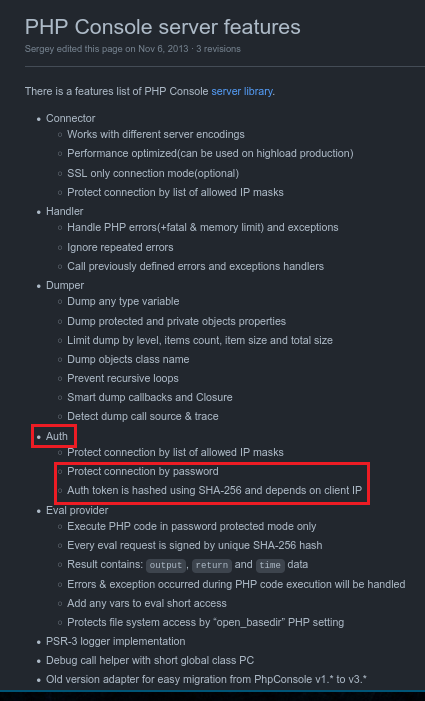 PHP Console server features
Sergey edited this page on Nov 6, 2013 · 3 revisions
There is a features list of PHP Console server library.
Connector
Works with different server encodings
Performance optimized(can be used on highload production)
SSL only connection mode(optional)
Protect connection by list of allowed IP masks
Handler
Handle PHP errors(+fatal & memory limit) and exceptions
Ignore repeated errors
Call previously defined errors and exceptions handlers
Dumper
Dump any type variable
Dump protected and private objects properties
Limit dump by level, items count, item size and total size
Dump objects class name
Prevent recursive loops
Smart dump callbacks and Closure
Detect dump call source & trace
Auth
Protect connection by list of allowed IP masks
Protect connection by password
Auth token is hashed using SHA-256 and depends on client IP
Eval provider
Execute PHP code in password protected mode only
Every eval request is signed by unique SHA-256 hash
Result contains: output, return and time data
Errors & exception occurred during PHP code execution will be handled
Add any vars to eval short access
Protects file system access by “open_basedir” PHP setting
PSR-3 logger implementation
Debug call helper with short global class PC
Old version adapter for easy migration from PhpConsole v1.* to v3.*